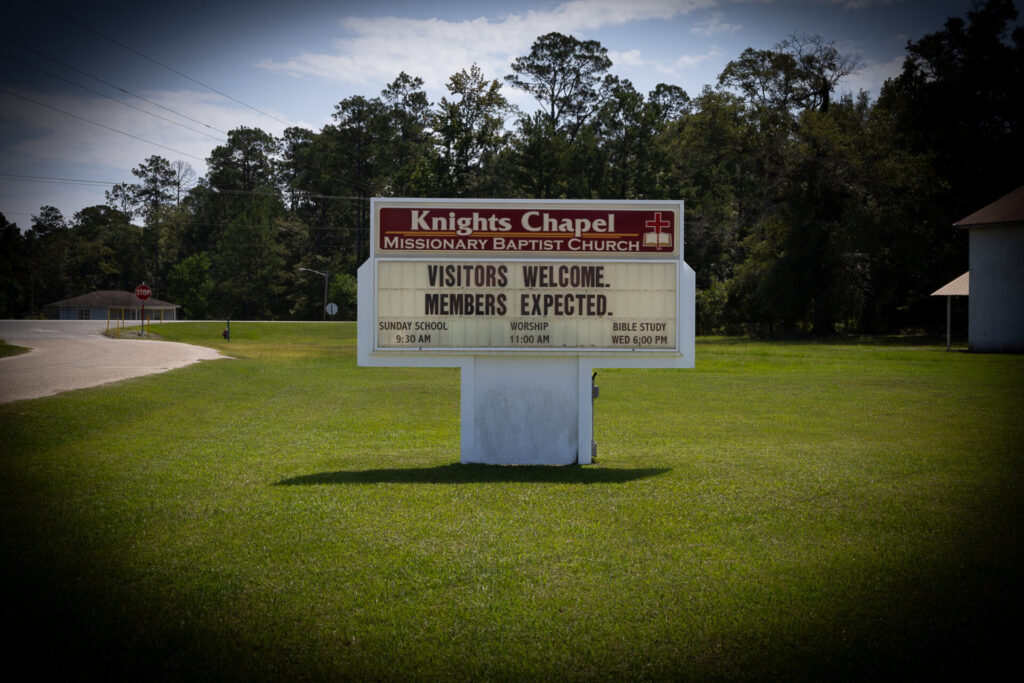 Knights Chapel
MISSIONARY BAPTIST CHURCH
VISITORS WELCOME.
MEMBERS EXPECTED.
SUNDAY SCHOOL WORSHIP BIBLE STUDY
9:30 AM 11:00 AM WED 6:00 PM
STOP